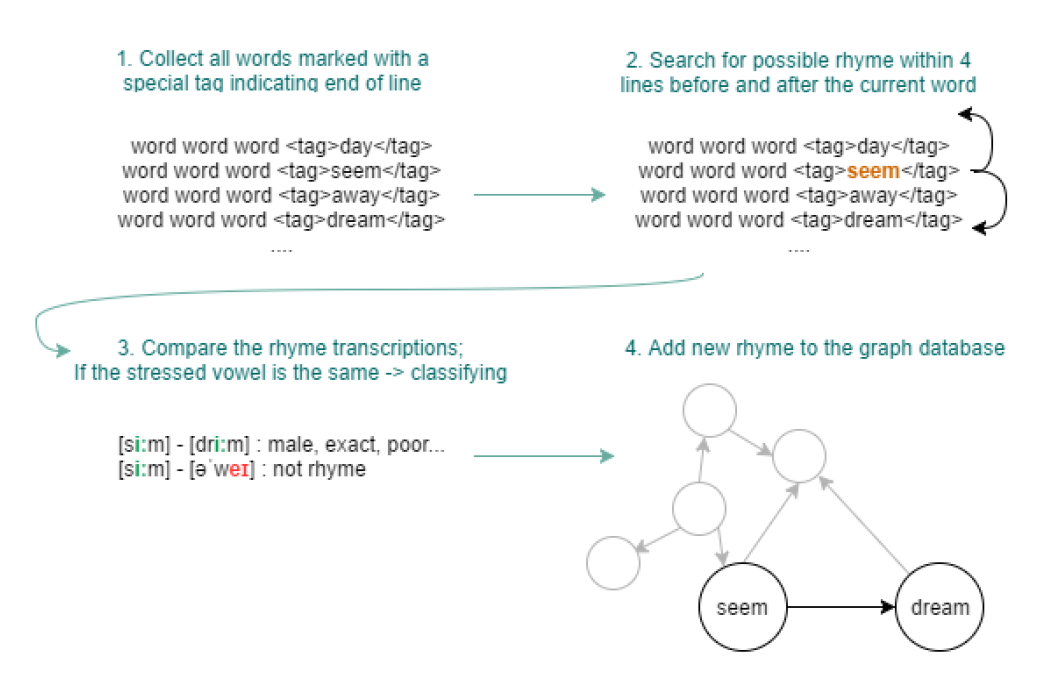 1. Collect all words marked with a
special tag indicating end of line
word word word <tag>day</tag>
word word word <tag>seem</tag>
word word word <tag>away</tag>
word word word <tag>dream</tag>
....
2. Search for possible rhyme within 4
lines before and after the current word
word word word <tag>day</tag>
word word word <tag>seem</tag>
word word word <tag>away</tag>
word word word <tag>dream</tag>
....
3. Compare the rhyme transcriptions;
If the stressed vowel is the same -> classifying
[si:m] - [dri:m] : male, exact, poor...
[si:m] - [əˈweɪ] : not rhyme
4. Add new rhyme to the graph database
seem
dream